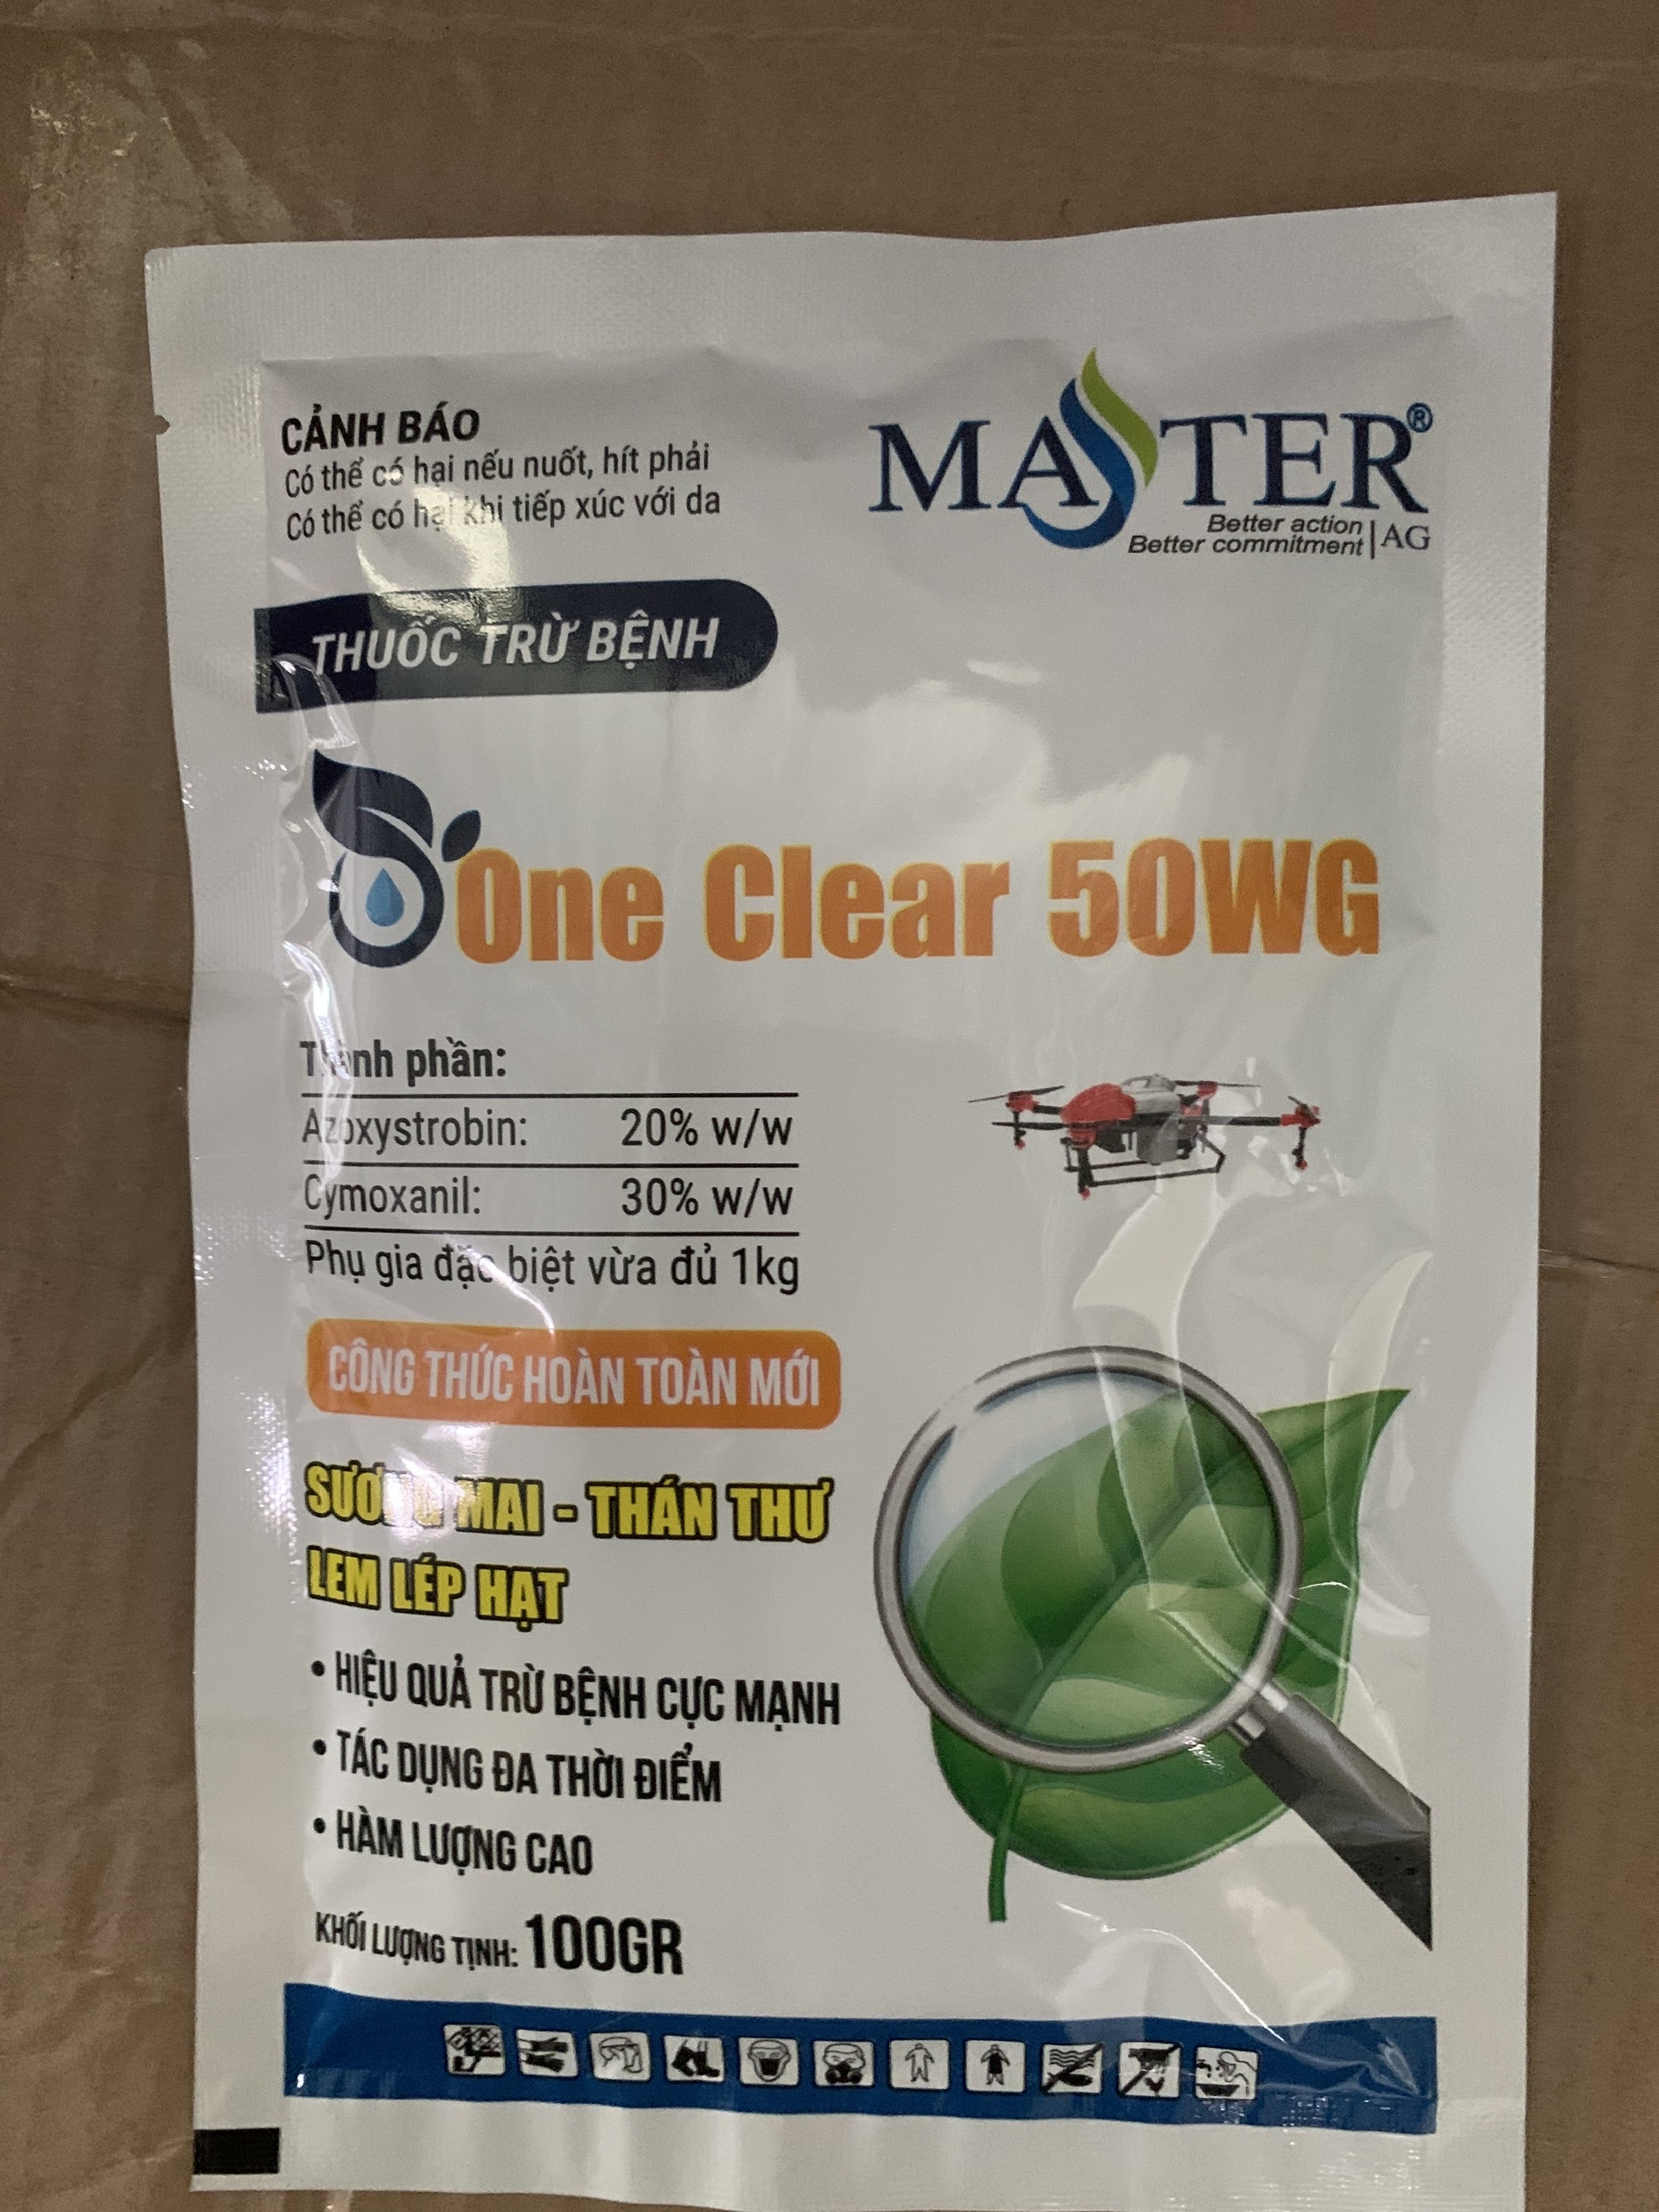 CẢNH BÁO
Có thể có hại nếu nuốt, hít phải
Có thể có hại khi tiếp xúc với da
MASTER®
Better action
Better commitment | AG
THUỐC TRỪ BỆNH
One Clear 50WG
Thành phần:
Azoxystrobin: 20% w/w
Cymoxanil: 30% w/w
Phụ gia đặc biệt vừa đủ 1kg
CÔNG THỨC HOÀN TOÀN MỚI
SƯƠNG MAI - THÁN THƯ
LEM LÉP HẠT
• HIỆU QUẢ TRỪ BỆNH CỰC MẠNH
• TÁC DỤNG ĐA THỜI ĐIỂM
• HÀM LƯỢNG CAO
KHỐI LƯỢNG TỊNH: 100GR